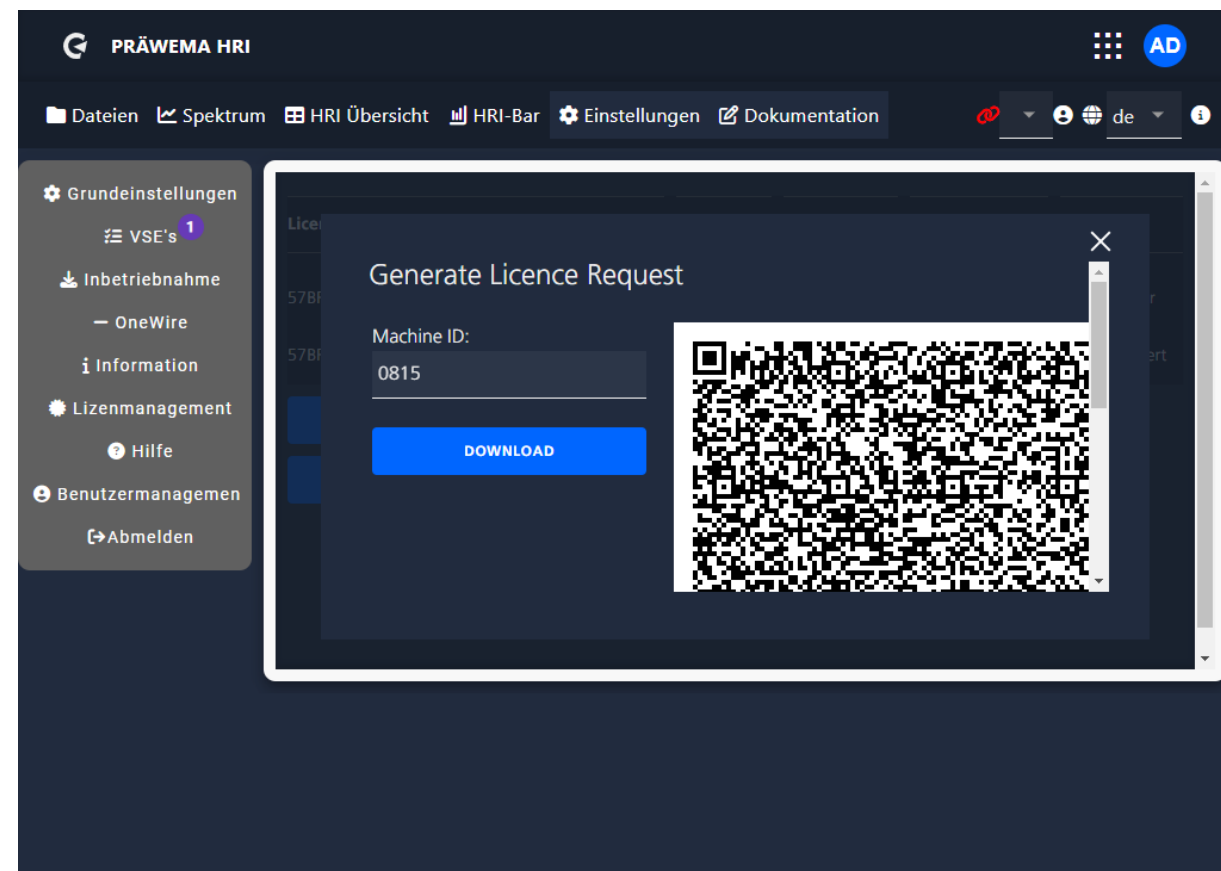 PRÄWEMA HRI
AD
Dateien Spektrum HRI Übersicht HRI-Bar Einstellungen Dokumentation de
Grundeinstellungen
VSE's 1
Inbetriebnahme
OneWire
Information
Lizenmanagement
Hilfe
Benutzermanagemen
Abmelden
Generate Licence Request
Machine ID:
0815
DOWNLOAD